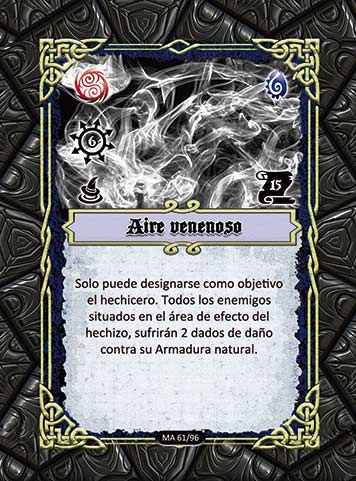 6
15
Aire venenoso
Solo puede designarse como objetivo
el hechicero. Todos los enemigos
situados en el área de efecto del
hechizo, sufrirán 2 dados de daño
contra su Armadura natural.
MA 61/96